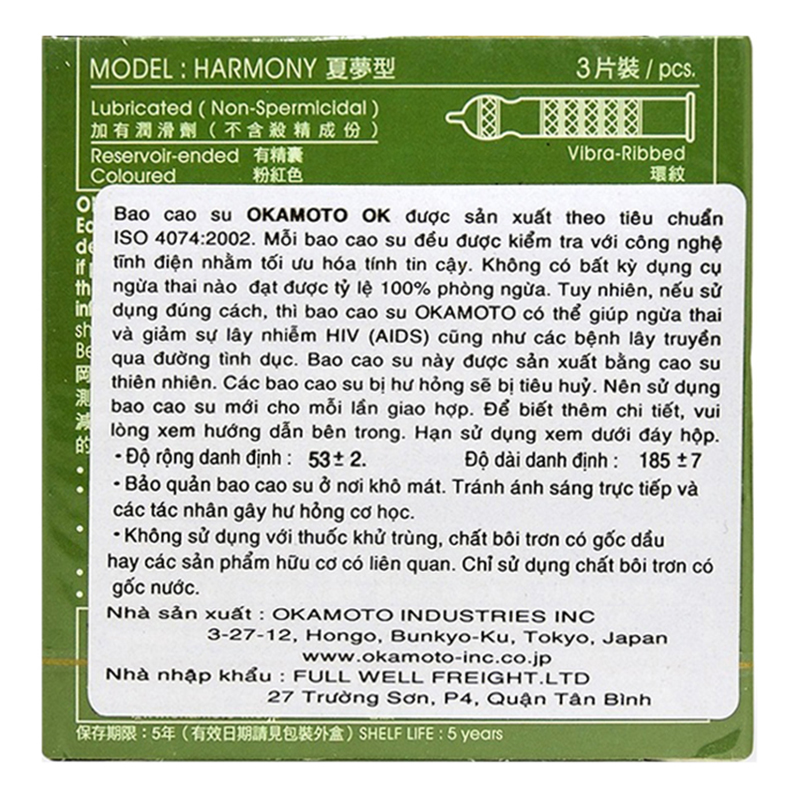 MODEL : HARMONY 夏夢型 3片裝 / pcs.
Lubricated ( Non-Spermicidal )
加有潤滑劑 ( 不含殺精成份 )
Reservoir-ended 有精囊 Vibra-Ribbed
Coloured 粉紅色 環紋
Bao cao su OKAMOTO OK được sản xuất theo tiêu chuẩn
ISO 4074:2002. Mỗi bao cao su đều được kiểm tra với công nghệ
tĩnh điện nhằm tối ưu hóa tính tin cậy. Không có bất kỳ dụng cụ
ngừa thai nào đạt được tỷ lệ 100% phòng ngừa. Tuy nhiên, nếu sử
dụng đúng cách, thì bao cao su OKAMOTO có thể giúp ngừa thai
và giảm sự lây nhiễm HIV (AIDS) cũng như các bệnh lây truyền
qua đường tình dục. Bao cao su này được sản xuất bằng cao su
thiên nhiên. Các bao cao su bị hư hỏng sẽ bị tiêu huỷ. Nên sử dụng
bao cao su mới cho mỗi lần giao hợp. Để biết thêm chi tiết, vui
lòng xem hướng dẫn bên trong. Hạn sử dụng xem dưới đáy hộp.
- Độ rộng danh định : 53 ± 2. Độ dài danh định : 185 ± 7
- Bảo quản bao cao su ở nơi khô mát. Tránh ánh sáng trực tiếp và
các tác nhân gây hư hỏng cơ học.
- Không sử dụng với thuốc khử trùng, chất bôi trơn có gốc dầu
hay các sản phẩm hữu cơ có liên quan. Chỉ sử dụng chất bôi trơn có
gốc nước.
Nhà sản xuất : OKAMOTO INDUSTRIES INC
3-27-12, Hongo, Bunkyo-Ku, Tokyo, Japan
www.okamoto-inc.co.jp
Nhà nhập khẩu : FULL WELL FREIGHT.LTD
27 Trường Sơn, P4, Quận Tân Bình
保存期限 : 5年 ( 有效日期請見包裝外盒 ) SHELF LIFE : 5 years